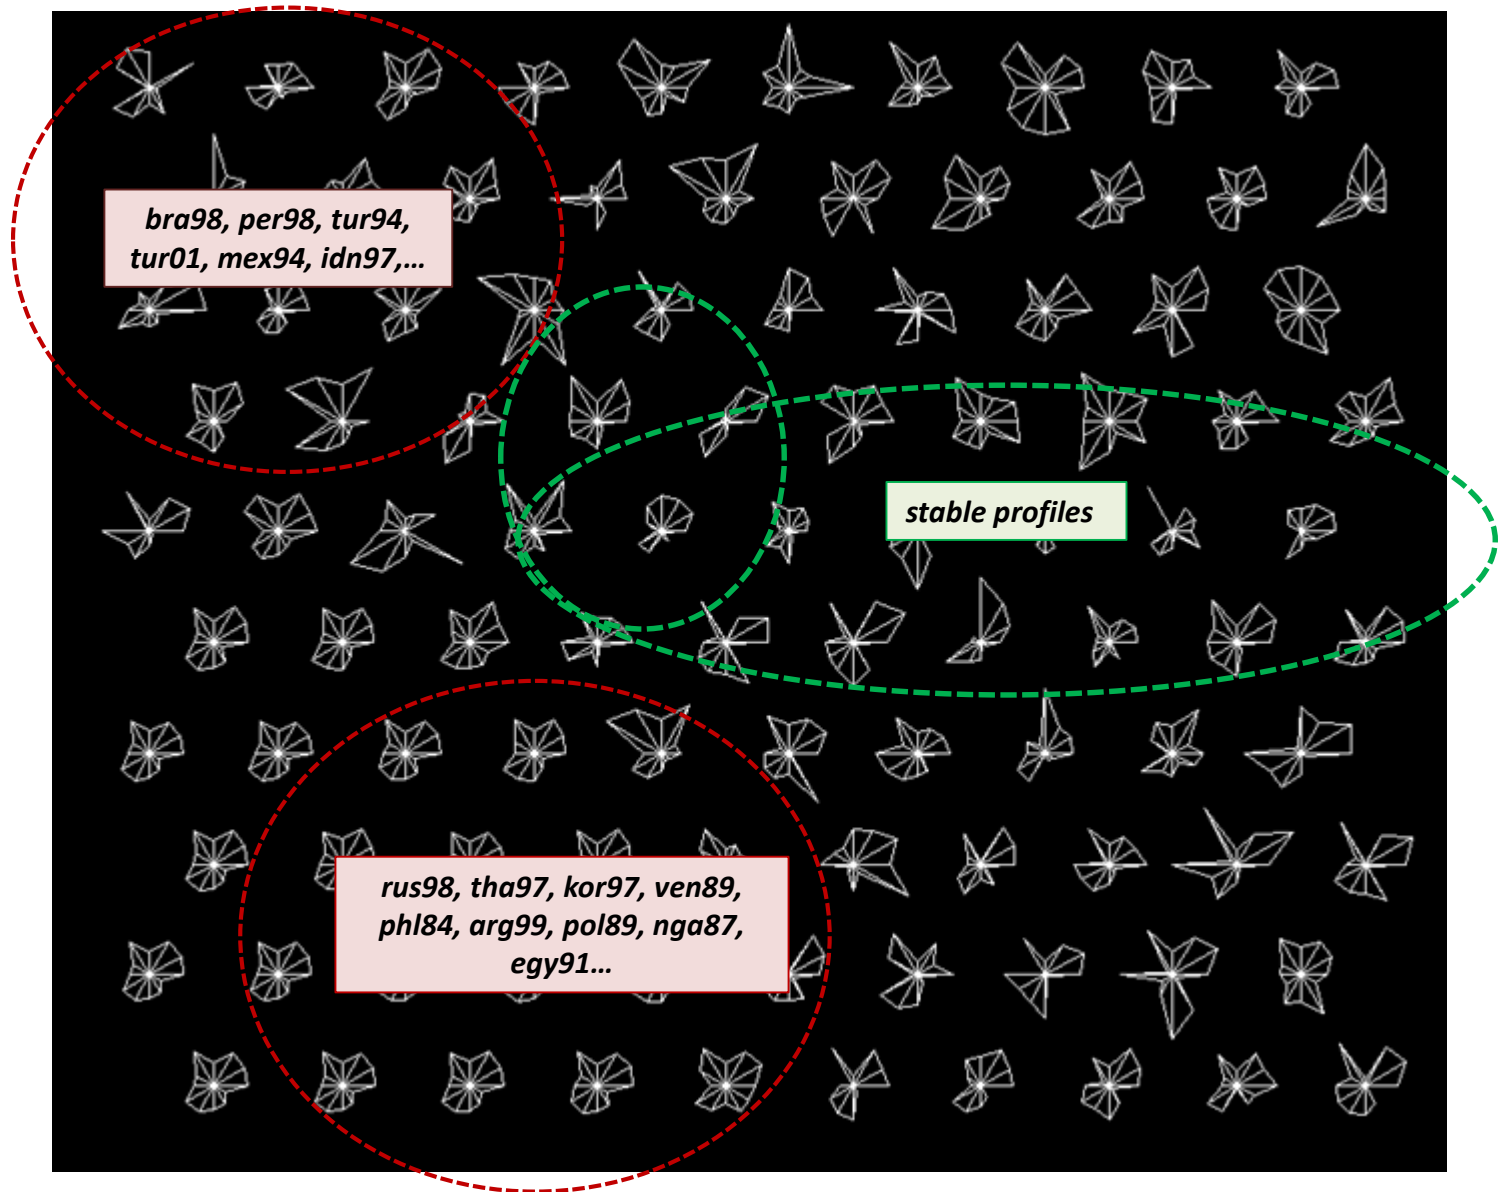 bra98, per98, tur94,
tur01, mex94, idn97,...
stable profiles
rus98, tha97, kor97, ven89,
phl84, arg99, pol89, nga87,
egy91...